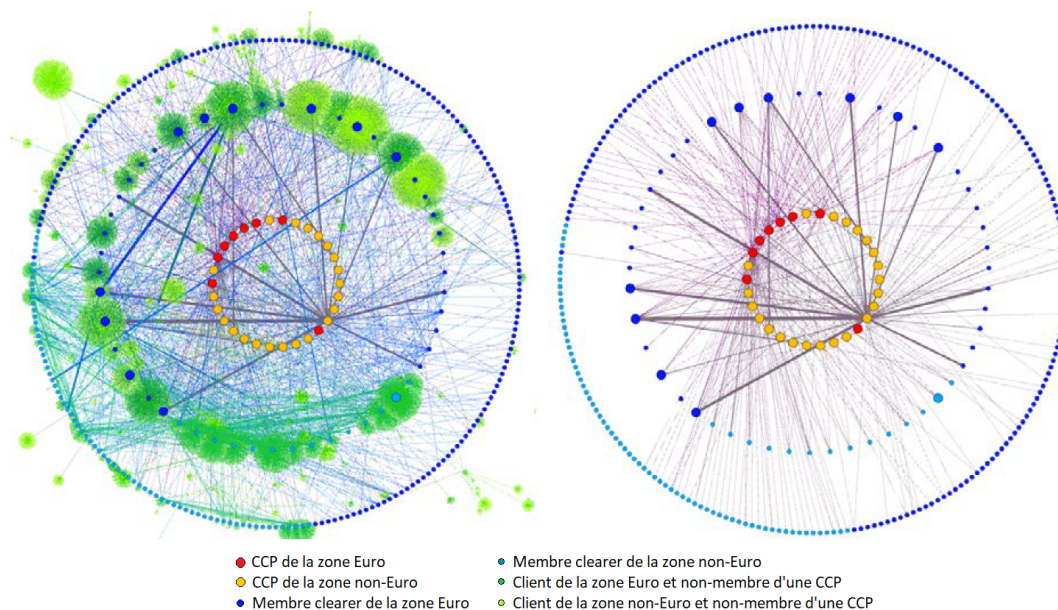 CCP de la zone Euro
CCP de la zone non-Euro
Membre clearer de la zone Euro
Membre clearer de la zone non-Euro
Client de la zone Euro et non-membre d'une CCP
Client de la zone non-Euro et non-membre d'une CCP